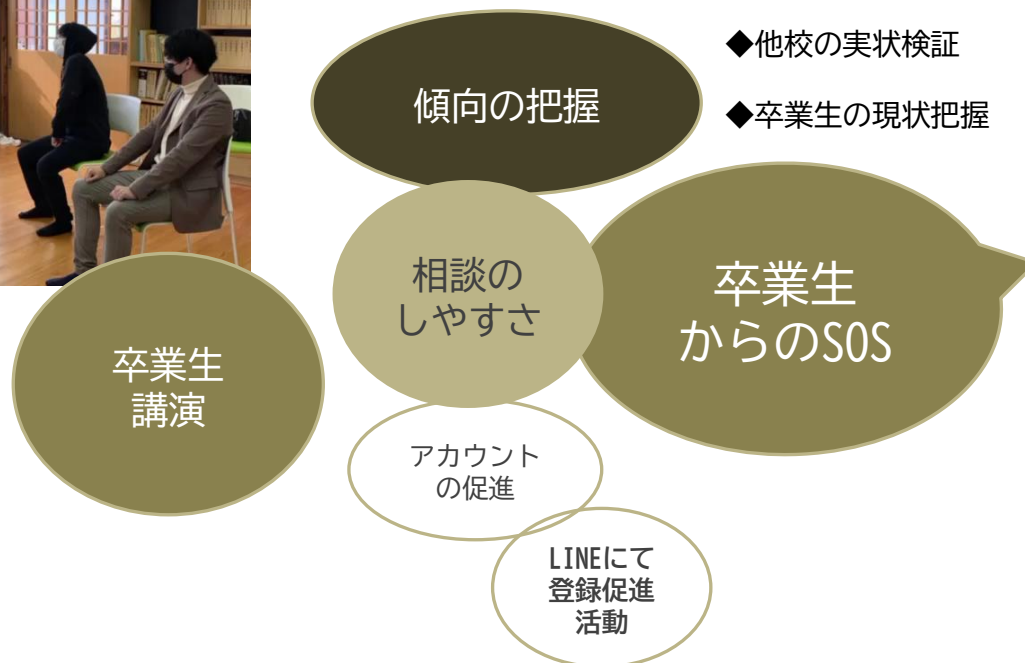 傾向の把握
◆他校の実状検証
◆卒業生の現状把握
相談の
しやすさ
卒業生
からのSOS
卒業生
講演
アカウント
の促進
LINEにて
登録促進
活動